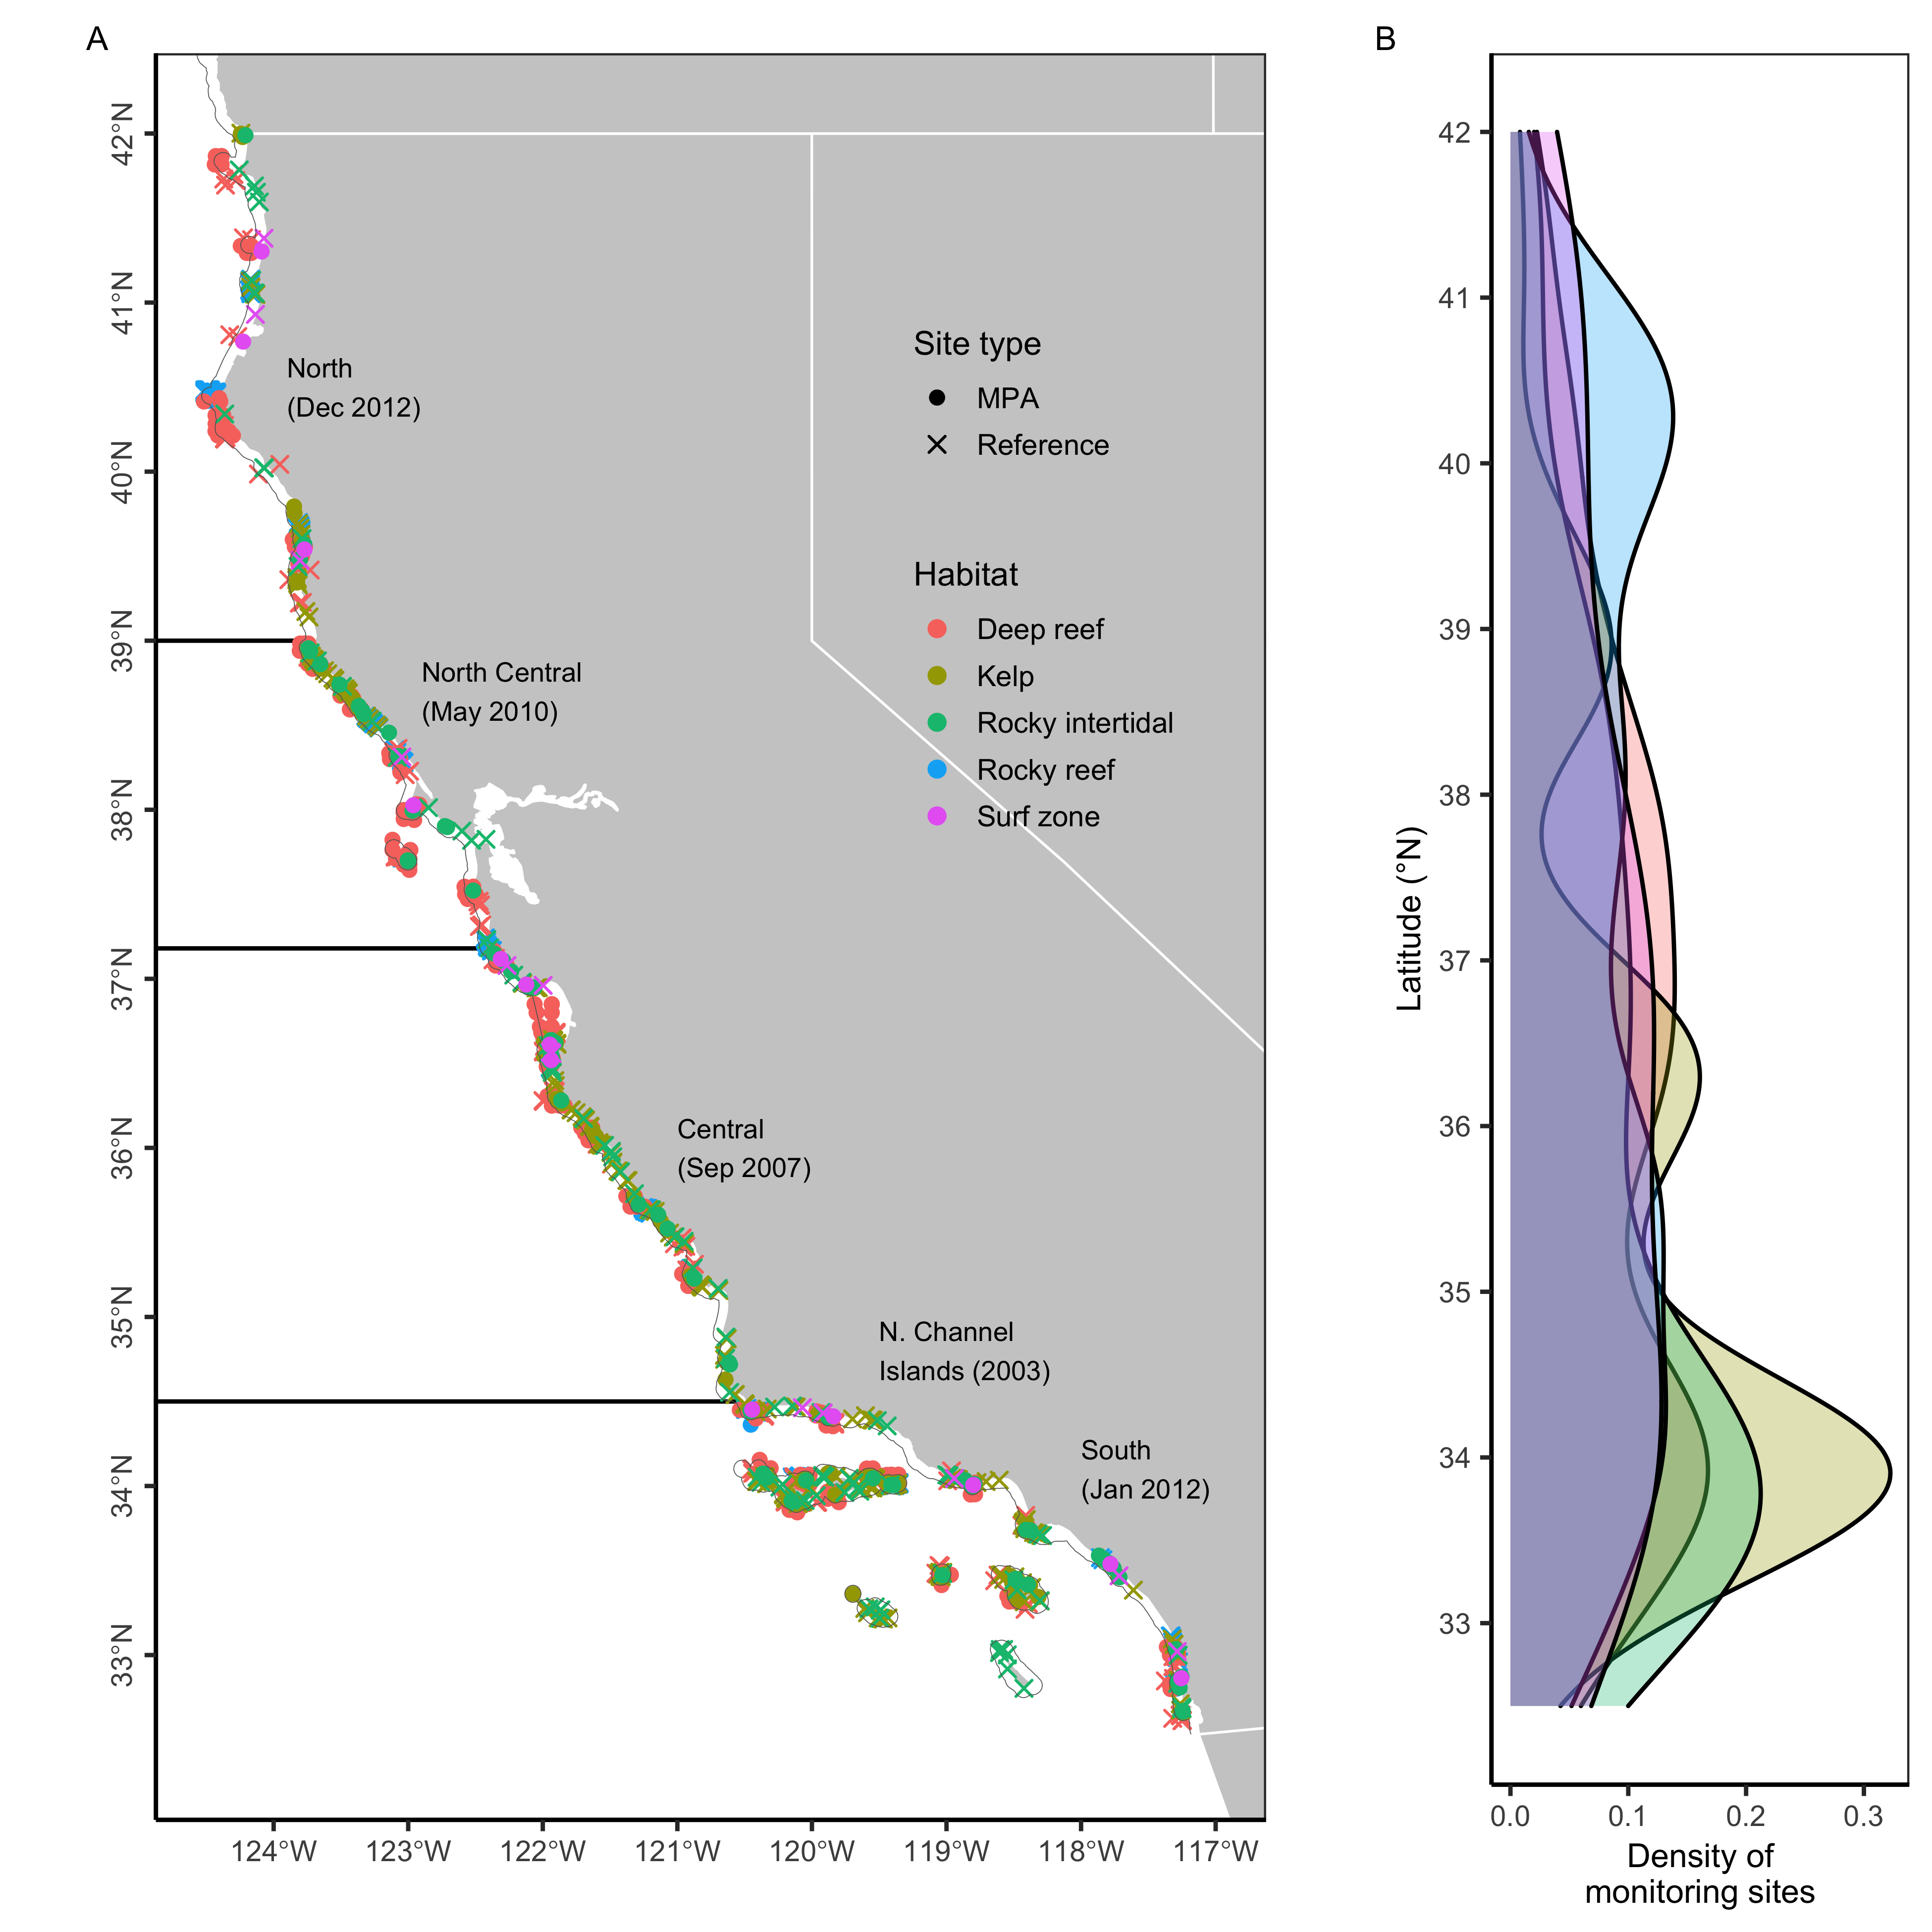 A
42°N
41°N
40°N
39°N
38°N
37°N
36°N
35°N
34°N
33°N
124°W
123°W
122°W
121°W
120°W
119°W
118°W
117°W
North
(Dec 2012)
North Central
(May 2010)
Central
(Sep 2007)
N. Channel
Islands (2003)
South
(Jan 2012)
Site type
MPA
Reference
Habitat
Deep reef
Kelp
Rocky intertidal
Rocky reef
Surf zone
B
Latitude (°N)
42
41
40
39
38
37
36
35
34
33
0.0
0.1
0.2
0.3
Density of
monitoring sites